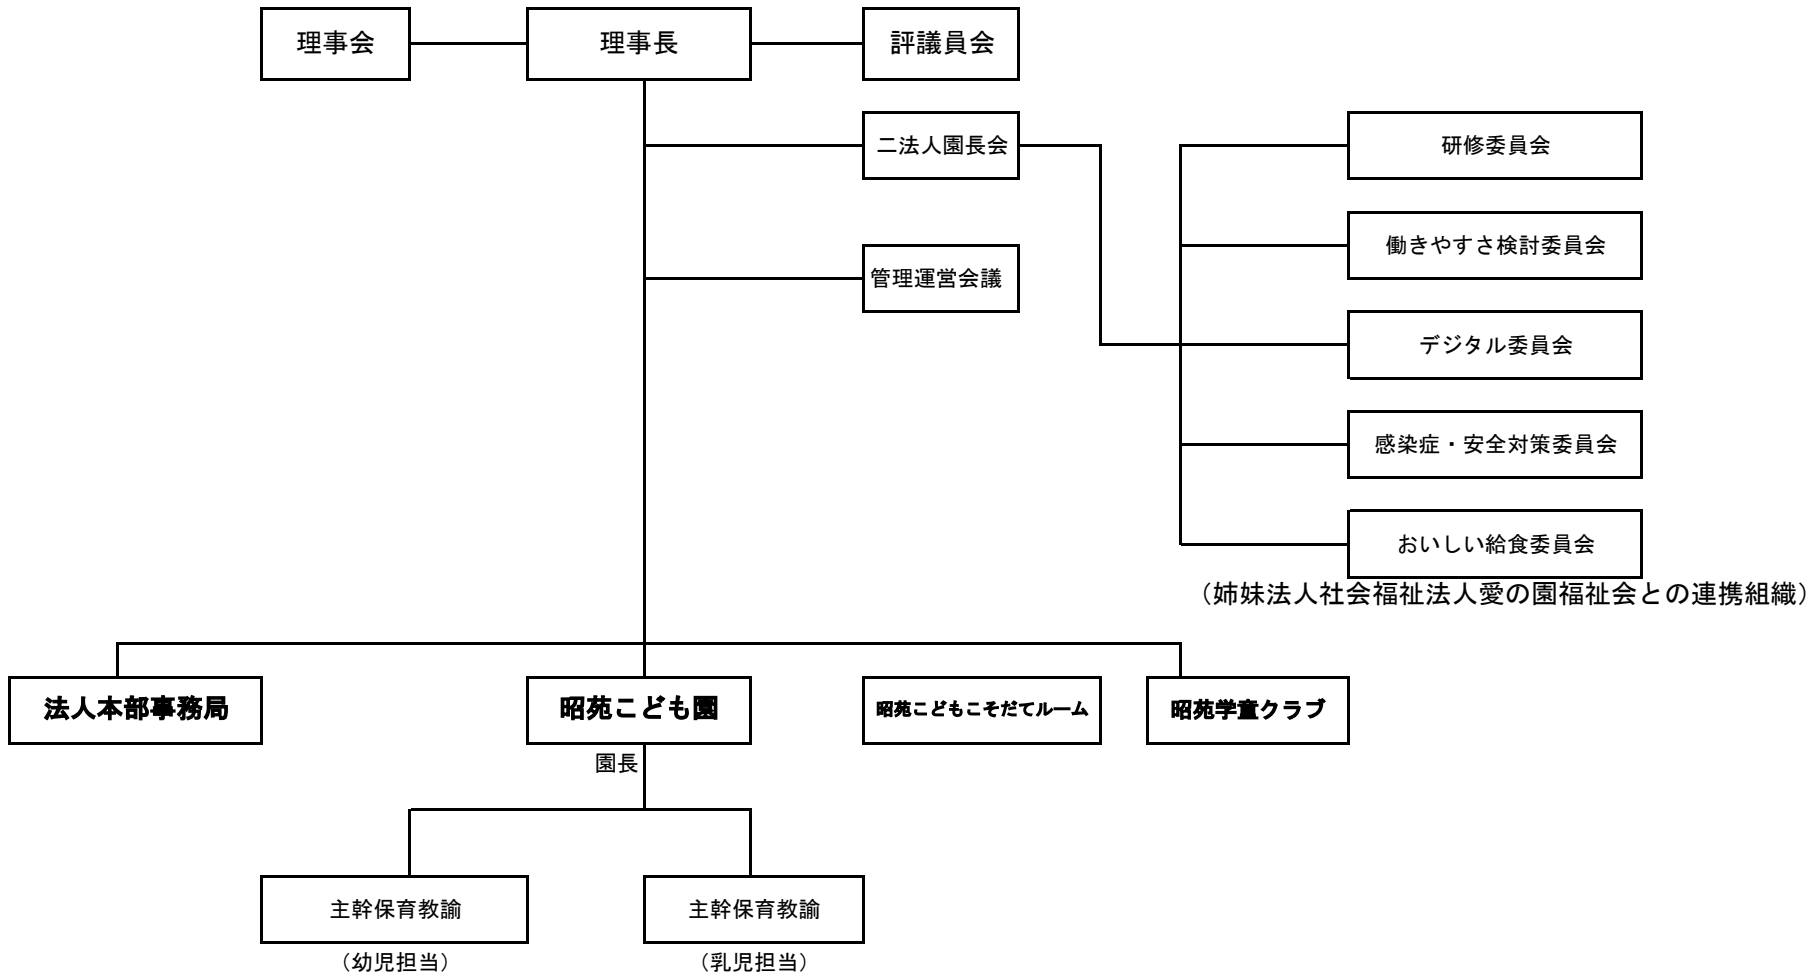 理事会
理事長
評議員会
二法人園長会
研修委員会
働きやすさ検討委員会
管理運営会議
デジタル委員会
感染症・安全対策委員会
おいしい給食委員会
（姉妹法人社会福祉法人愛の園福祉会との連携組織）
法人本部事務局
昭苑こども園
昭苑こどもこそだてルーム
昭苑学童クラブ
園長
主幹保育教諭
主幹保育教諭
（幼児担当）
（乳児担当）